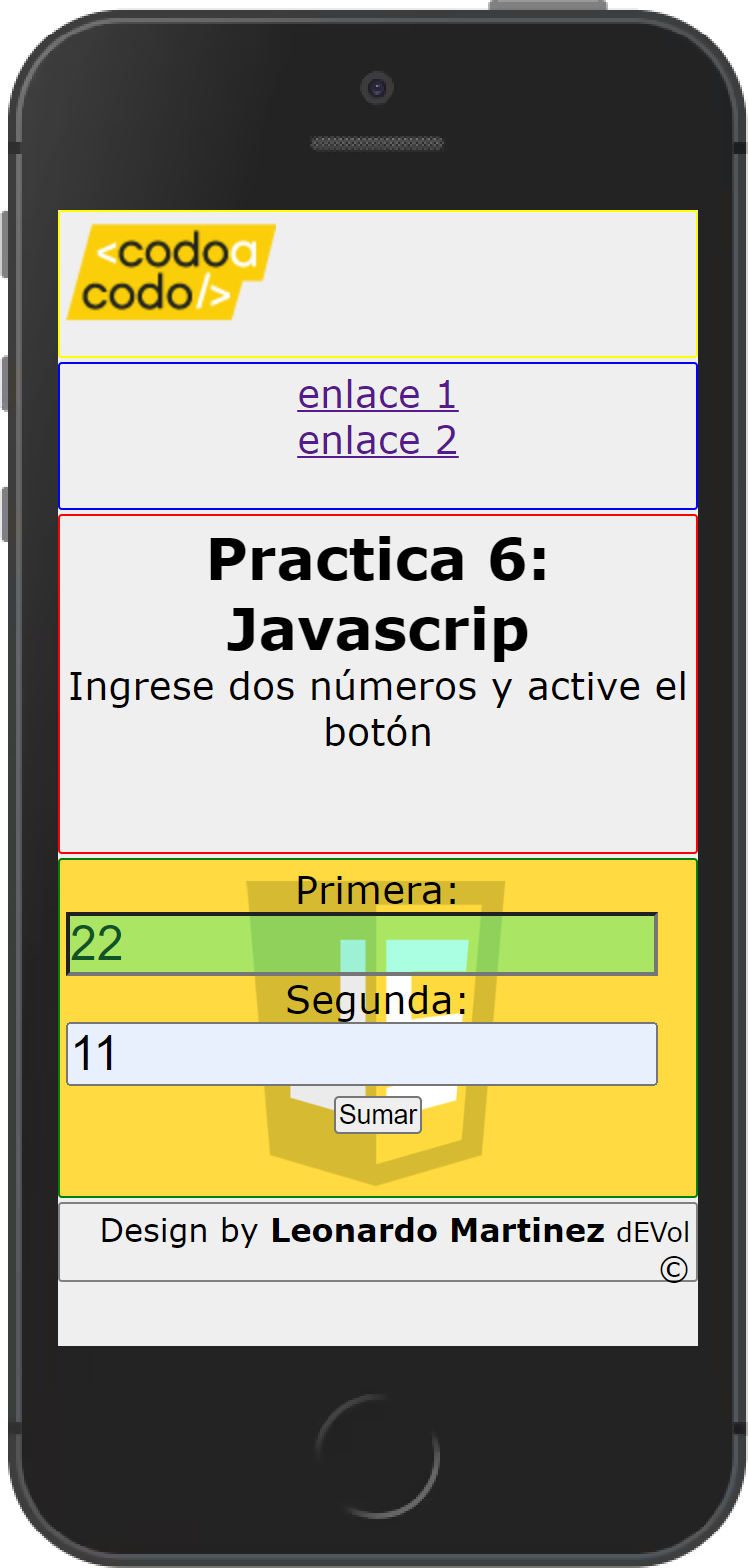 <codoa
codo/>
enlace 1
enlace 2
Practica 6:
Javascrip
Ingrese dos números y active el
botón
Primera:
22
Segunda:
11
Sumar
Design by Leonardo Martinez dEVol
©